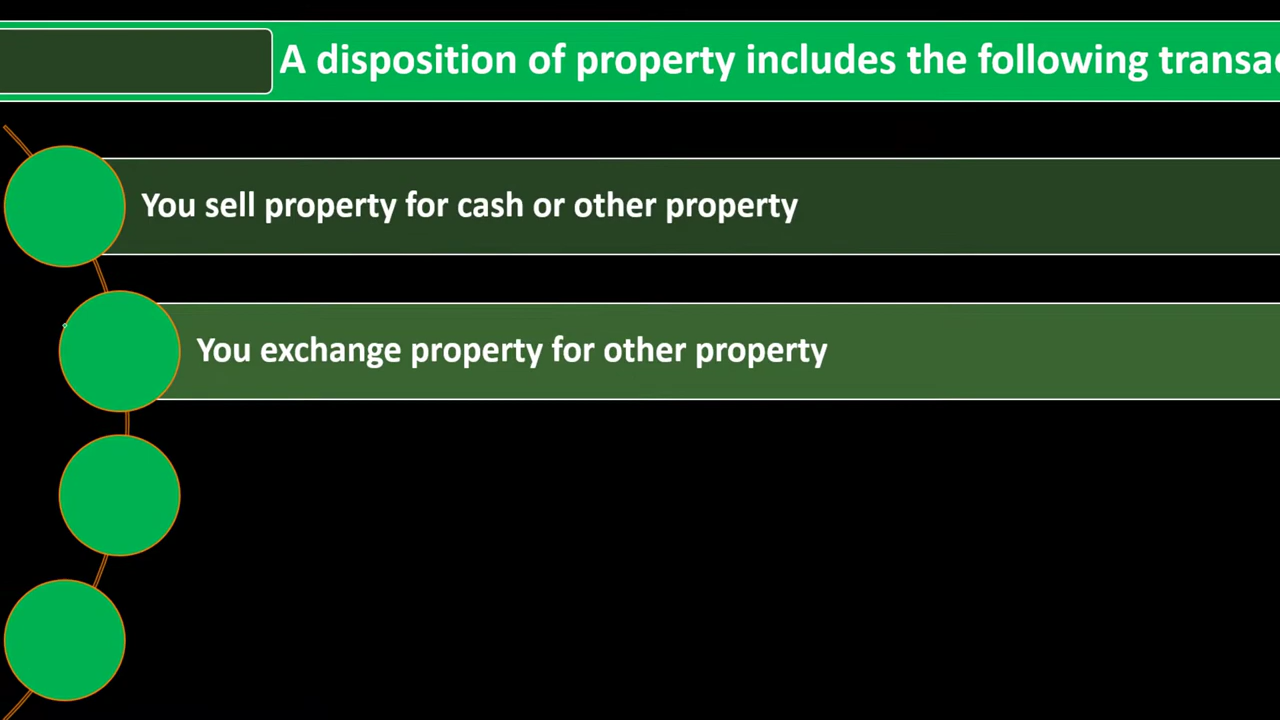 A disposition of property includes the following
You sell property for cash or other property
You exchange property for other property